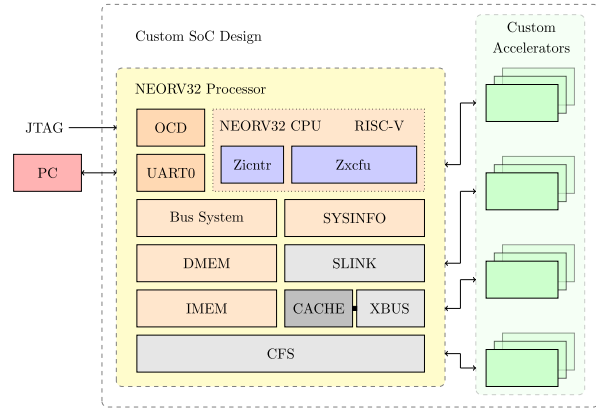 Custom SoC Design
Custom
Accelerators
NEORV32 Processor
JTAG
OCD
NEORV32 CPU
RISC-V
PC
UART0
Zicntr
Zxcfu
Bus System
SYSINFO
DMEM
SLINK
IMEM
CACHE
XBUS
CFS